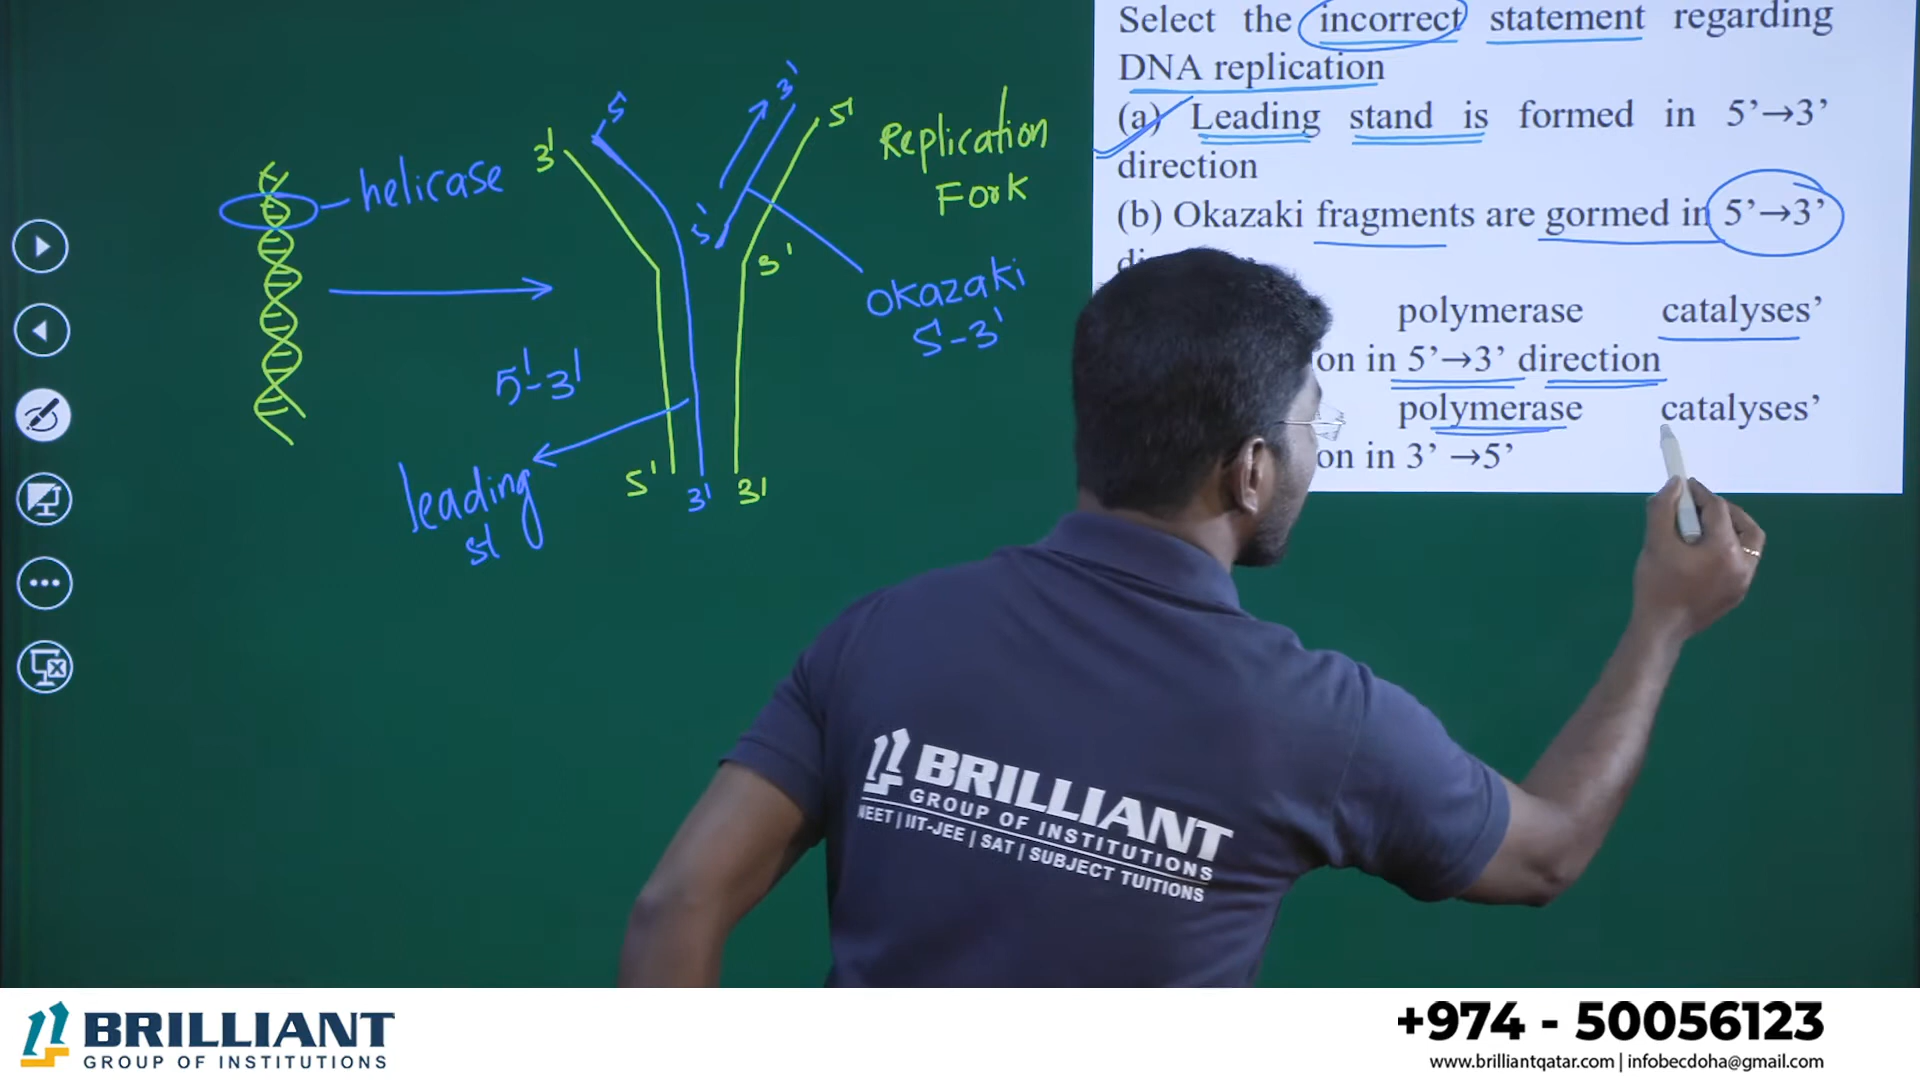 Select the incorrect statement regarding
DNA replication
(a) Leading stand is formed in 5’→3’
direction
(b) Okazaki fragments are gormed in 5’→3’
polymerase catalyses’
on in 5’→3’ direction
polymerase catalyses’
on in 3’ →5’
helicase
5'-3'
leading
st
3'
5
5'
3'
3'
5'
5'
3'
3'
3'
Replication
Fork
Okazaki
5-3'
BRILLIANT
GROUP OF INSTITUTIONS
NEET | IIT-JEE | SAT | SUBJECT TUITIONS
BRILLIANT
GROUP OF INSTITUTIONS
+974 - 50056123
www.brilliantqatar.com | infobecdoha@gmail.com